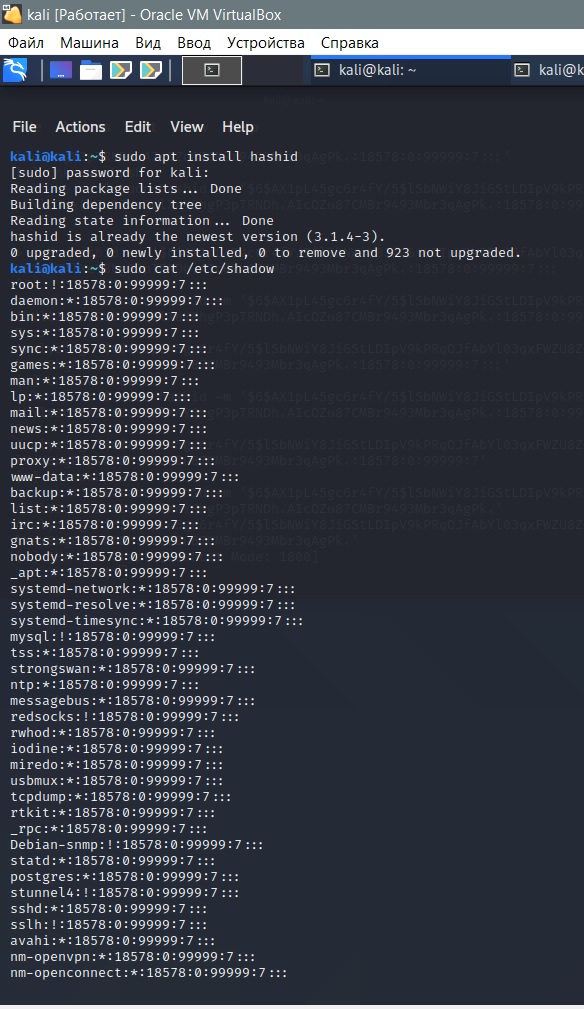 kali [Работает] - Oracle VM VirtualBox
Файл Машина Вид Ввод Устройства Справка
kali@kali: ~ kali@k
File Actions Edit View Help
kali@kali:~$ sudo apt install hashid
[sudo] password for kali:
Reading package lists... Done
Building dependency tree
Reading state information... Done
hashid is already the newest version (3.1.4-3).
0 upgraded, 0 newly installed, 0 to remove and 923 not upgraded.
kali@kali:~$ sudo cat /etc/shadow
root:!:18578:0:99999:7:::
daemon:*:18578:0:99999:7:::
bin:*:18578:0:99999:7:::
sys:*:18578:0:99999:7:::
sync:*:18578:0:99999:7:::
games:*:18578:0:99999:7:::
man:*:18578:0:99999:7:::
lp:*:18578:0:99999:7:::
mail:*:18578:0:99999:7:::
news:*:18578:0:99999:7:::
uucp:*:18578:0:99999:7:::
proxy:*:18578:0:99999:7:::
www-data:*:18578:0:99999:7:::
backup:*:18578:0:99999:7:::
list:*:18578:0:99999:7:::
irc:*:18578:0:99999:7:::
gnats:*:18578:0:99999:7:::
nobody:*:18578:0:99999:7:::
_apt:*:18578:0:99999:7:::
systemd-network:*:18578:0:99999:7:::
systemd-resolve:*:18578:0:99999:7:::
systemd-timesync:*:18578:0:99999:7:::
mysql:!:18578:0:99999:7:::
tss:*:18578:0:99999:7:::
strongswan:*:18578:0:99999:7:::
ntp:*:18578:0:99999:7:::
messagebus:*:18578:0:99999:7:::
redsocks:!:18578:0:99999:7:::
rwhod:*:18578:0:99999:7:::
iodine:*:18578:0:99999:7:::
miredo:*:18578:0:99999:7:::
usbmux:*:18578:0:99999:7:::
tcpdump:*:18578:0:99999:7:::
rtkit:*:18578:0:99999:7:::
_rpc:*:18578:0:99999:7:::
Debian-snmp:!:18578:0:99999:7:::
statd:*:18578:0:99999:7:::
postgres:*:18578:0:99999:7:::
stunnel4:!:18578:0:99999:7:::
sshd:*:18578:0:99999:7:::
sslh:!:18578:0:99999:7:::
avahi:*:18578:0:99999:7:::
nm-openvpn:*:18578:0:99999:7:::
nm-openconnect:*:18578:0:99999:7:::